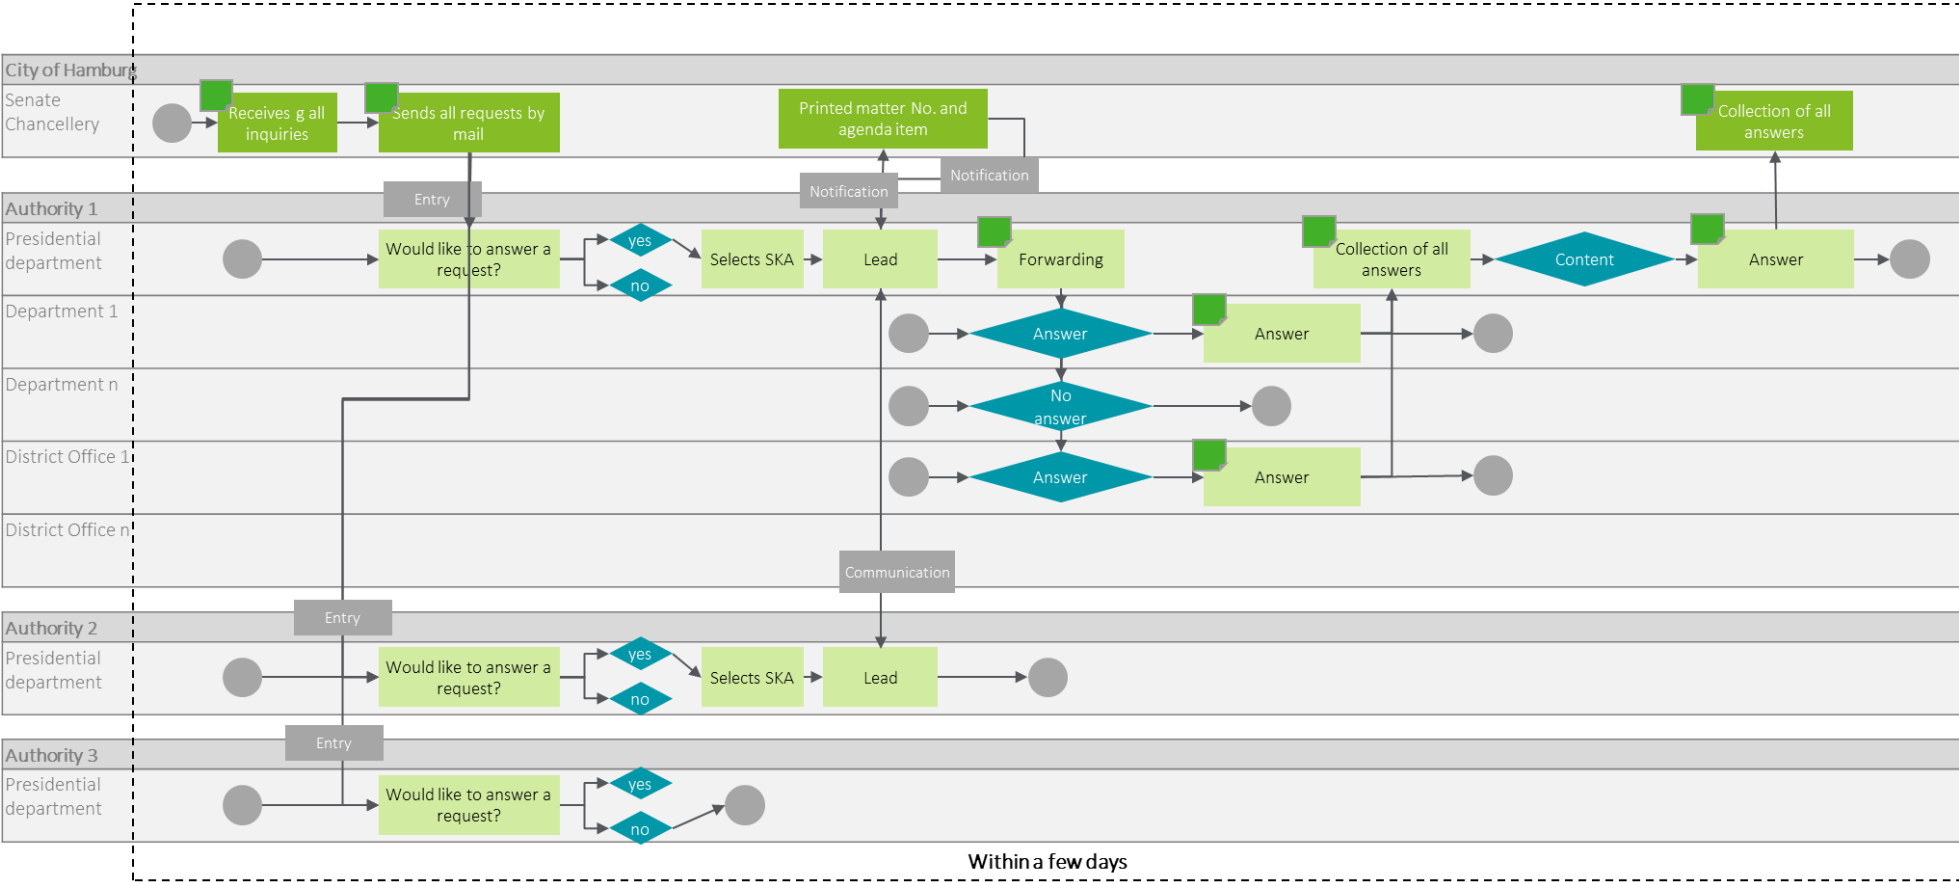 City of Hamburg
Senate
Chancellery
Receives g all
inquiries
Sends all requests by
mail
Printed matter No. and
agenda item
Collection of all
answers
Notification
Notification
Entry
Authority 1
Presidential
department
Would like to answer a
request?
yes
no
Selects SKA
Lead
Forwarding
Collection of all
answers
Content
Answer
Department 1
Answer
Answer
Department n
No
answer
District Office 1
Answer
Answer
District Office n
Communication
Entry
Authority 2
Presidential
department
Would like to answer a
request?
yes
no
Selects SKA
Lead
Entry
Authority 3
Presidential
department
Would like to answer a
request?
yes
no
Within a few days